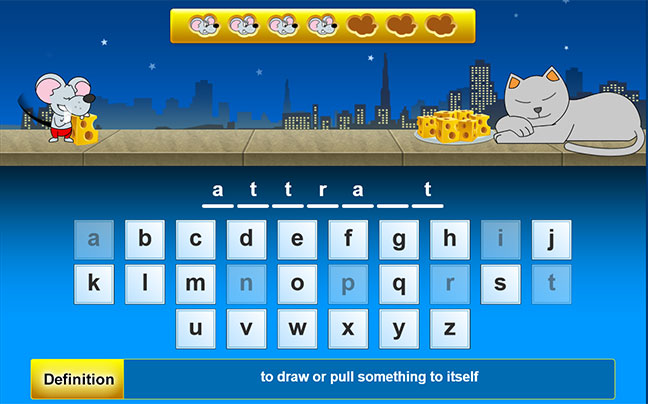 a t t r a _ t
a b c d e f g h i j
k l m n o p q r s t
u v w x y z
Definition to draw or pull something to itself